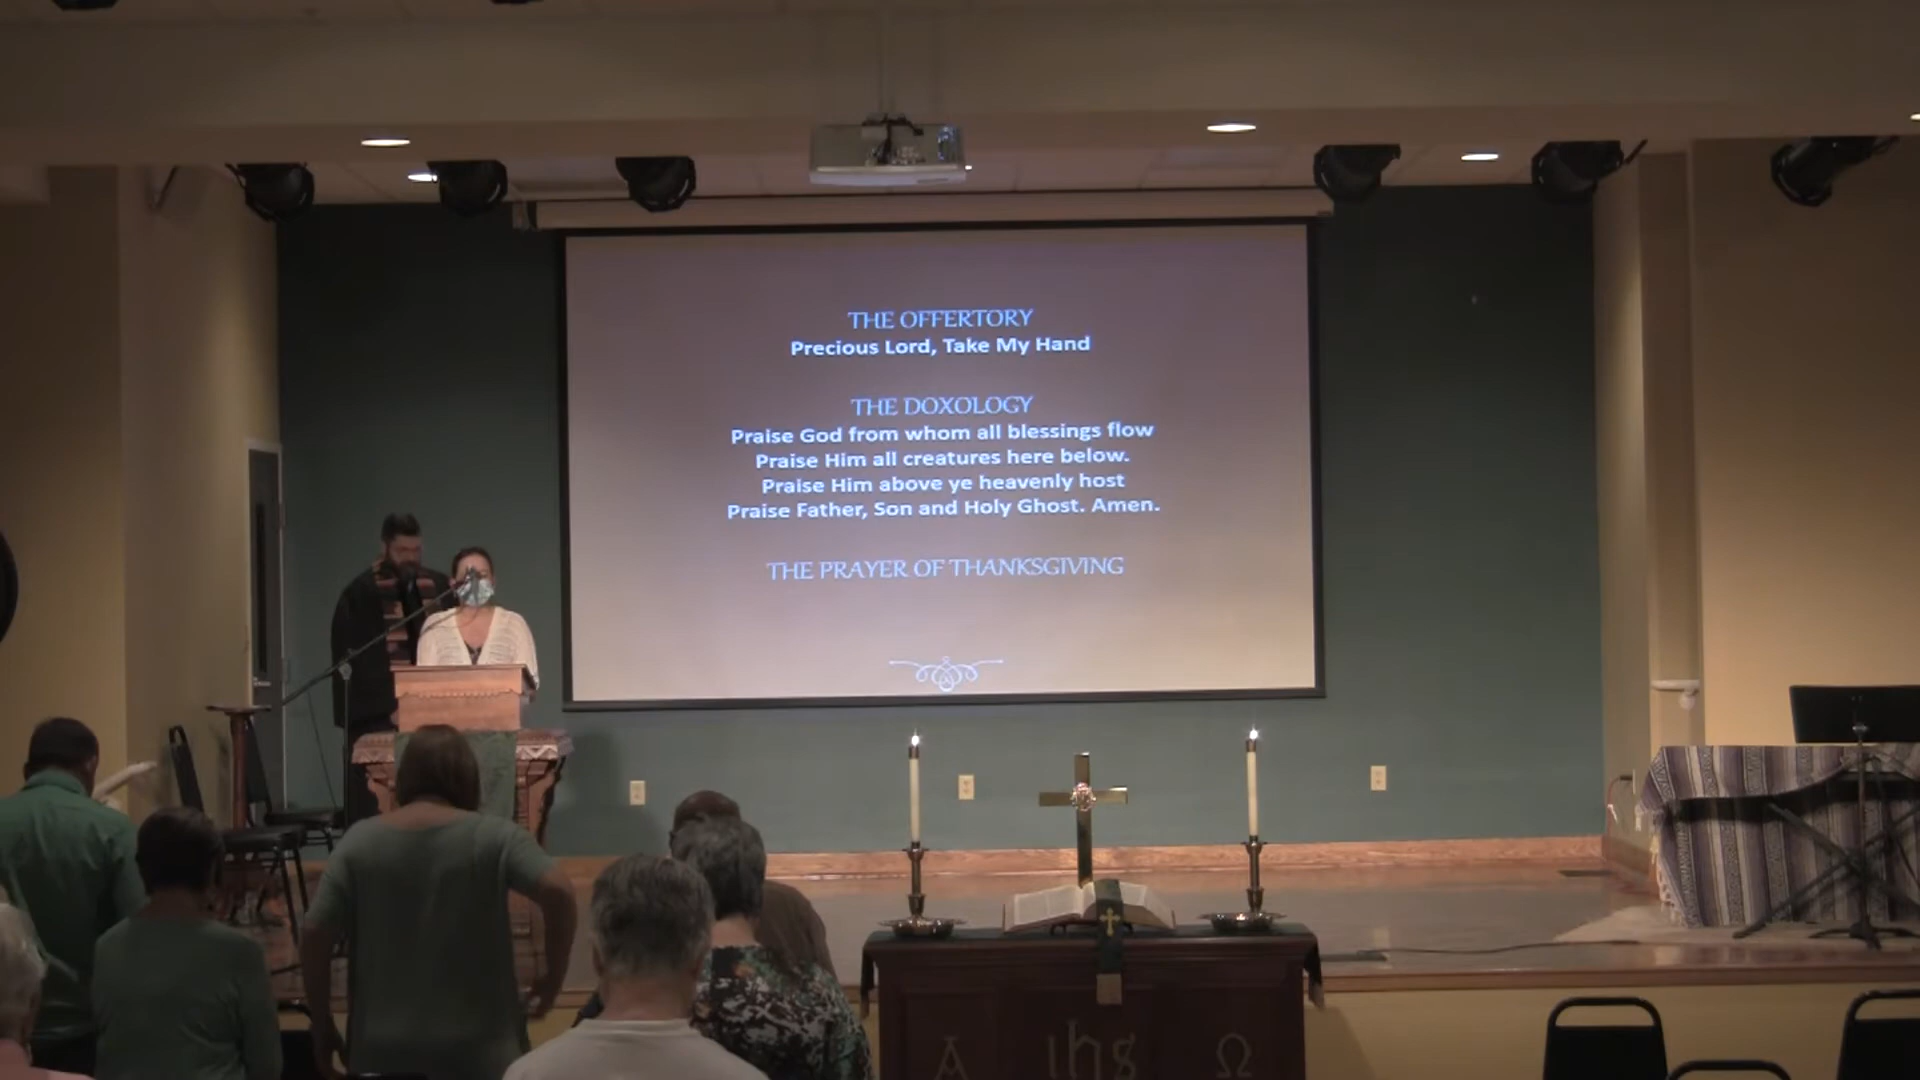 THE OFFERTORY
Precious Lord, Take My Hand
THE DOXOLOGY
Praise God from whom all blessings flow
Praise Him all creatures here below.
Praise Him above ye heavenly host
Praise Father, Son and Holy Ghost. Amen.
THE PRAYER OF THANKSGIVING
Α ihs Ω